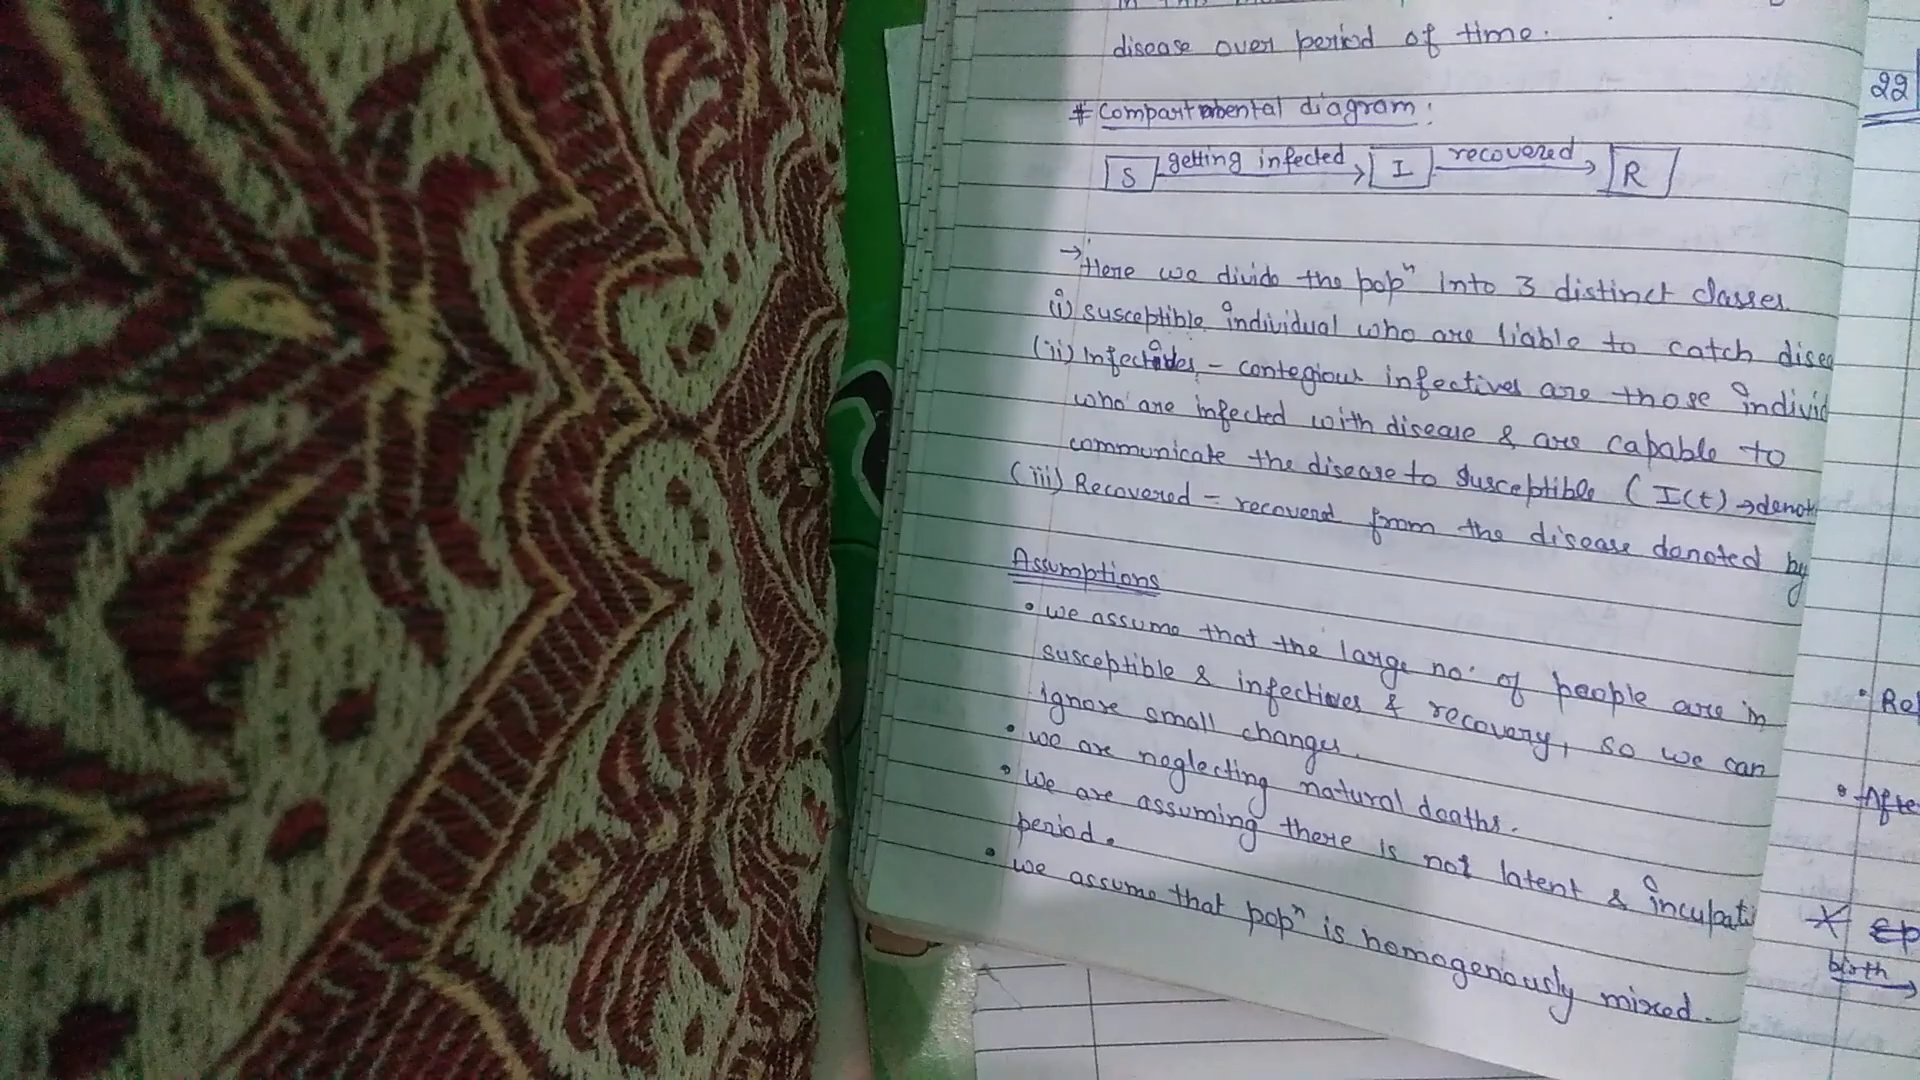 disease over period of time.
22
# Compartmental diagram:
S getting infected I recovered R
→ Here we divide the popⁿ into 3 distinct classes.
(i) susceptible individual who are liable to catch disea
(ii) Infectives - contegious infectives are those individ
who are infected with disease & are capable to
communicate the disease to susceptible ( I(t) → denot
(iii) Recovered = recoverd from the disease denoted by
Assumptions
• we assume that the large no. of people are in
susceptible & infectives & recovery, so we can
ignore small changes.
• we are neglecting natural deaths.
• We are assuming there is not latent & incubati
period.
• we assume that popⁿ is homogenously mixed.
• Rel
• Afte
* Ep
birth →